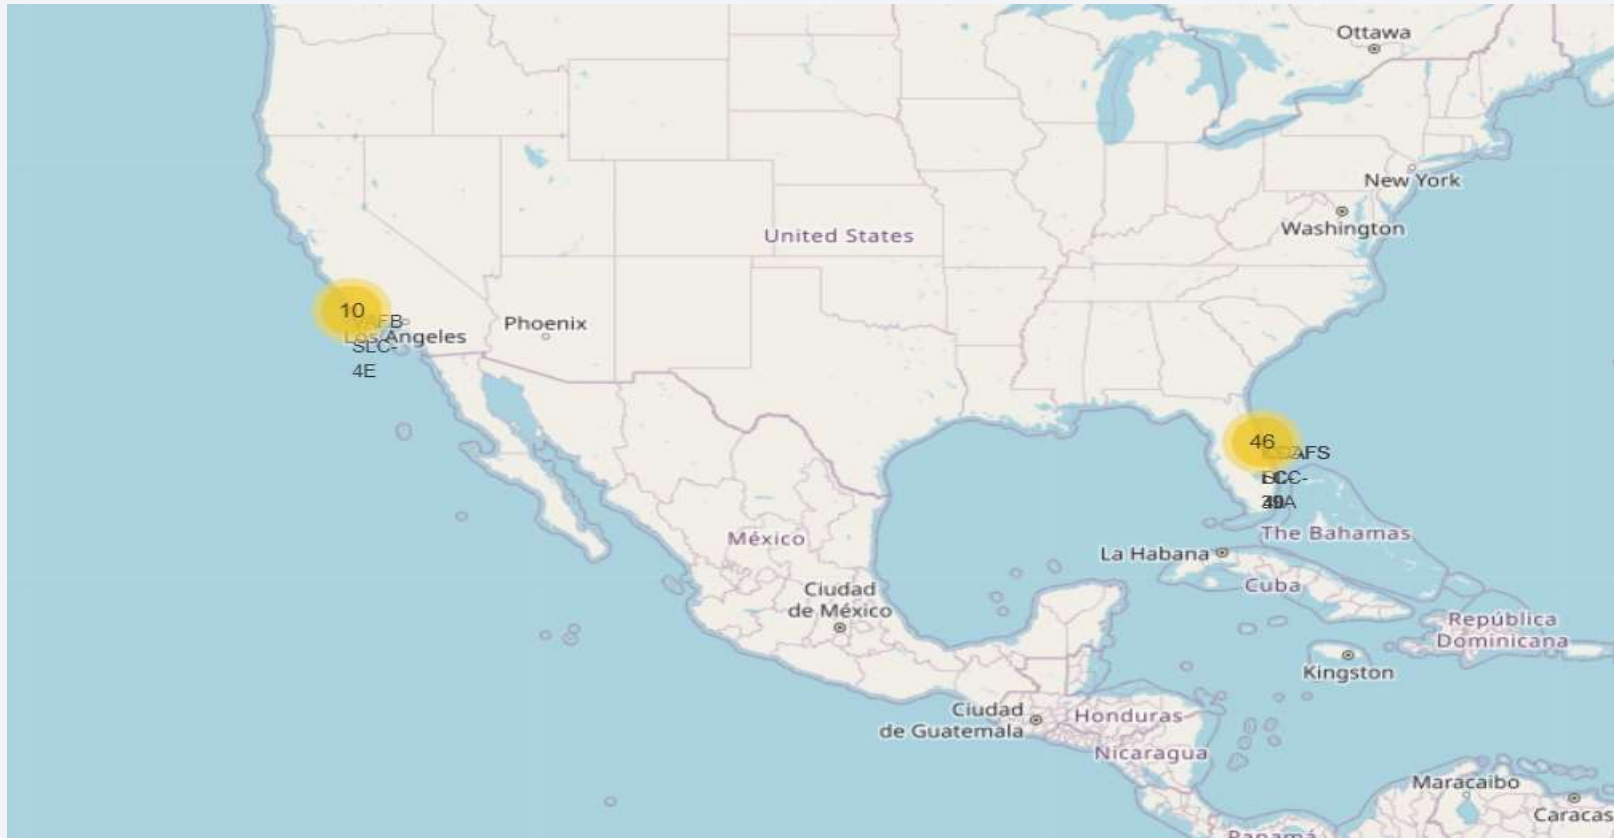 Ottawa
New York
Washington
United States
10
Phoenix
Los Angeles
SLC-
4E
46
The Bahamas
La Habana
México
Cuba
Ciudad
de México
República
Dominicana
Kingston
Ciudad
de Guatemala
Honduras
Nicaragua
Maracaibo
Caracas
Panamá